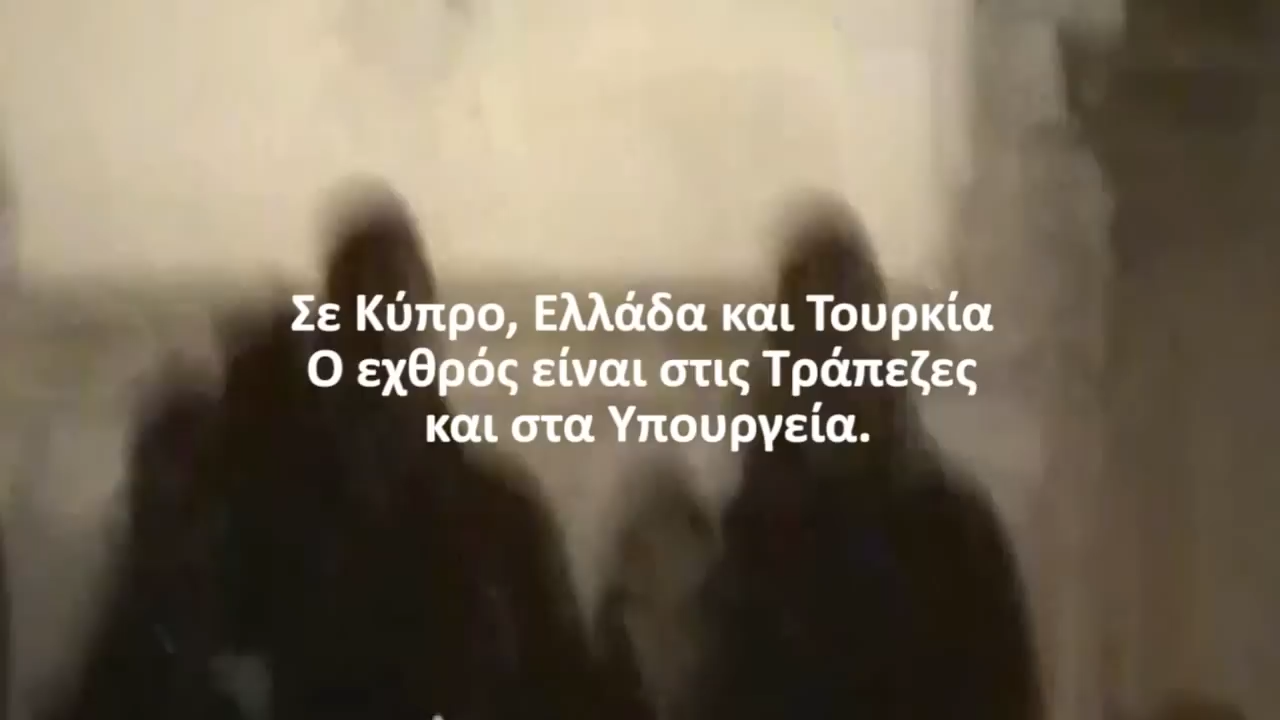 Σε Κύπρο, Ελλάδα και Τουρκία
Ο εχθρός είναι στις Τράπεζες
και στα Υπουργεία.